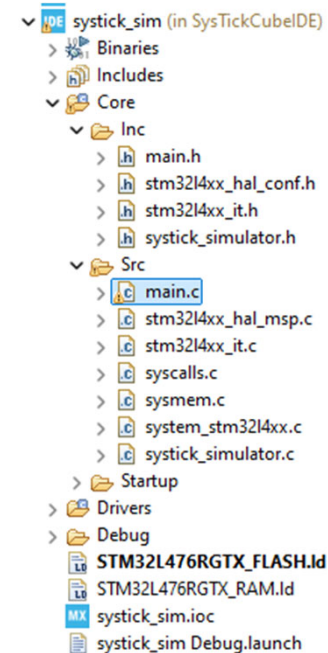 systick_sim (in SysTickCubeIDE)
Binaries
Includes
Core
Inc
main.h
stm32l4xx_hal_conf.h
stm32l4xx_it.h
systick_simulator.h
Src
main.c
stm32l4xx_hal_msp.c
stm32l4xx_it.c
syscalls.c
sysmem.c
system_stm32l4xx.c
systick_simulator.c
Startup
Drivers
Debug
STM32L476RGTX_FLASH.ld
STM32L476RGTX_RAM.ld
systick_sim.ioc
systick_sim Debug.launch